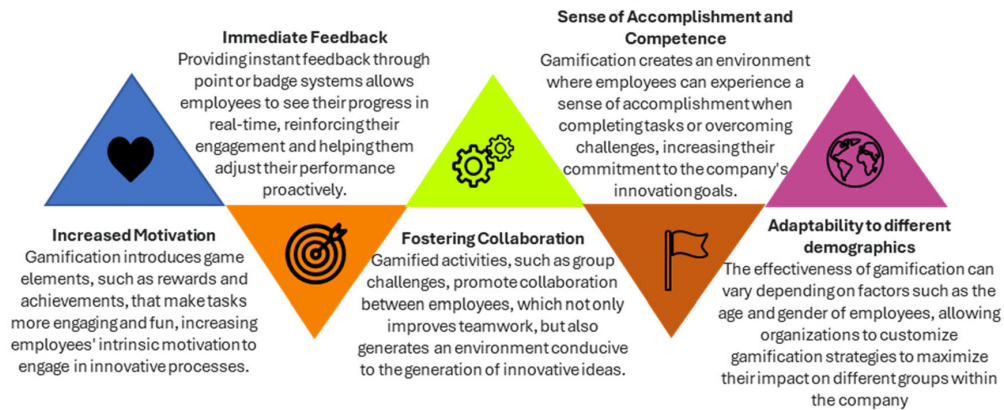 Increased Motivation
Gamification introduces game
elements, such as rewards and
achievements, that make tasks
more engaging and fun, increasing
employees' intrinsic motivation to
engage in innovative processes.
Immediate Feedback
Providing instant feedback through
point or badge systems allows
employees to see their progress in
real-time, reinforcing their
engagement and helping them
adjust their performance
proactively.
Fostering Collaboration
Gamified activities, such as group
challenges, promote collaboration
between employees, which not only
improves teamwork, but also
generates an environment conducive
to the generation of innovative ideas.
Sense of Accomplishment and
Competence
Gamification creates an environment
where employees can experience a
sense of accomplishment when
completing tasks or overcoming
challenges, increasing their
commitment to the company's
innovation goals.
Adaptability to different
demographics
The effectiveness of gamification can
vary depending on factors such as the
age and gender of employees, allowing
organizations to customize
gamification strategies to maximize
their impact on different groups within
the company